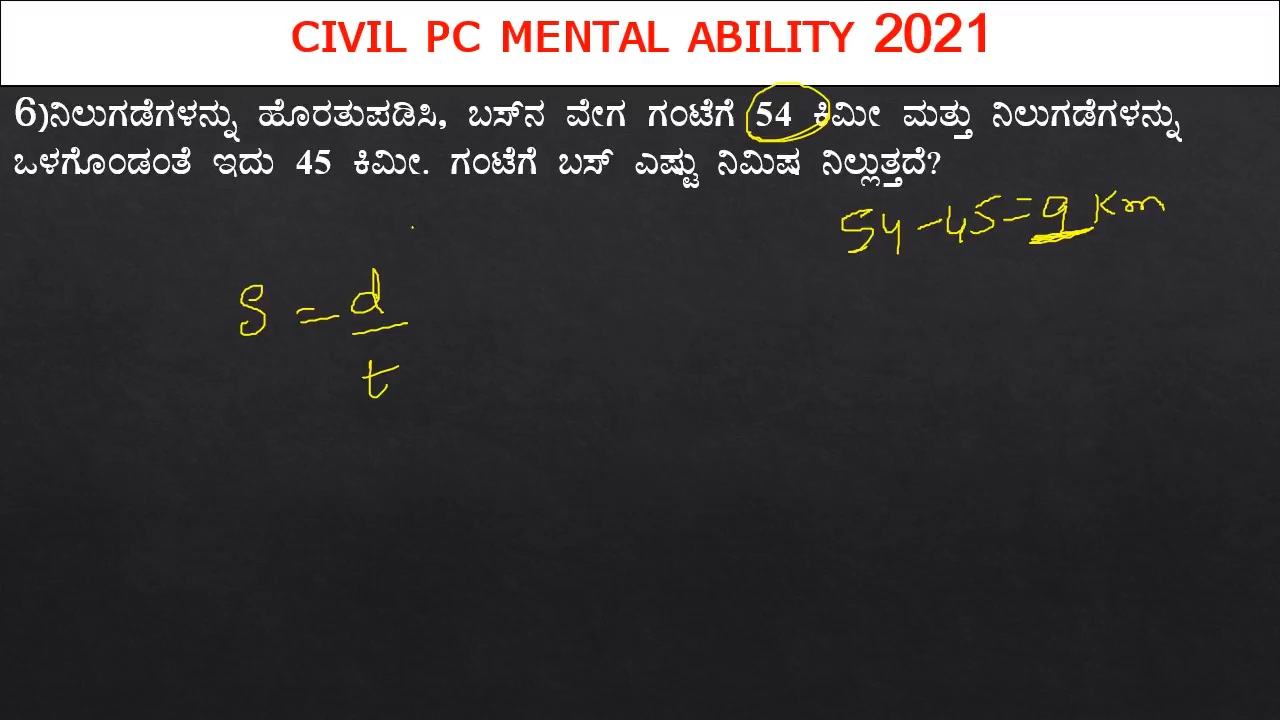 CIVIL PC MENTAL ABILITY 2021
6)ನಿಲುಗಡೆಗಳನ್ನು ಹೊರತುಪಡಿಸಿ, ಬಸ್‌ನ ವೇಗ ಗಂಟೆಗೆ 54 ಕಿಮೀ ಮತ್ತು ನಿಲುಗಡೆಗಳನ್ನು
ಒಳಗೊಂಡಂತೆ ಇದು 45 ಕಿಮೀ. ಗಂಟೆಗೆ ಬಸ್ ಎಷ್ಟು ನಿಮಿಷ ನಿಲ್ಲುತ್ತದೆ?
54-45=9 Km
S = d
t